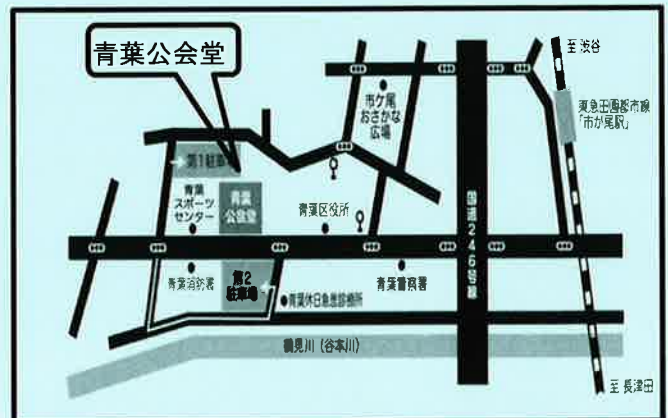 青葉公会堂
至 渋谷
東急田園都市線
「市が尾駅」
市ケ尾
おさかな
広場
第1駐車場
青葉
スポーツ
センター
青葉
公会堂
青葉区役所
国道246号線
青葉消防署
第2
駐車場
青葉休日急患診療所
青葉警察署
鶴見川（谷本川）
至 長津田